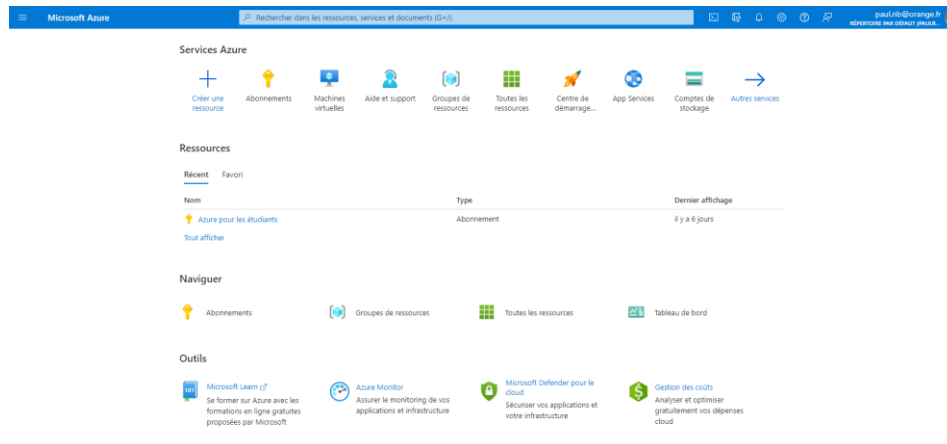 Microsoft Azure
Rechercher dans les ressources, services et documents (G+/)
paul.rib@orange.fr
RÉPERTOIRE PAR DÉFAUT (PAULR...
Services Azure
Créer une ressource
Abonnements
Machines virtuelles
Aide et support
Groupes de ressources
Toutes les ressources
Centre de démarrage...
App Services
Comptes de stockage
Autres services
Ressources
Récent Favori
Nom Type Dernier affichage
Azure pour les étudiants Abonnement il y a 6 jours
Tout afficher
Naviguer
Abonnements Groupes de ressources Toutes les ressources Tableau de bord
Outils
101
Microsoft Learn
Se former sur Azure avec les
formations en ligne gratuites
proposées par Microsoft
Azure Monitor
Assurer le monitoring de vos
applications et infrastructure
Microsoft Defender pour le
cloud
Sécuriser vos applications et
votre infrastructure
Gestion des coûts
Analyser et optimiser
gratuitement vos dépenses
cloud